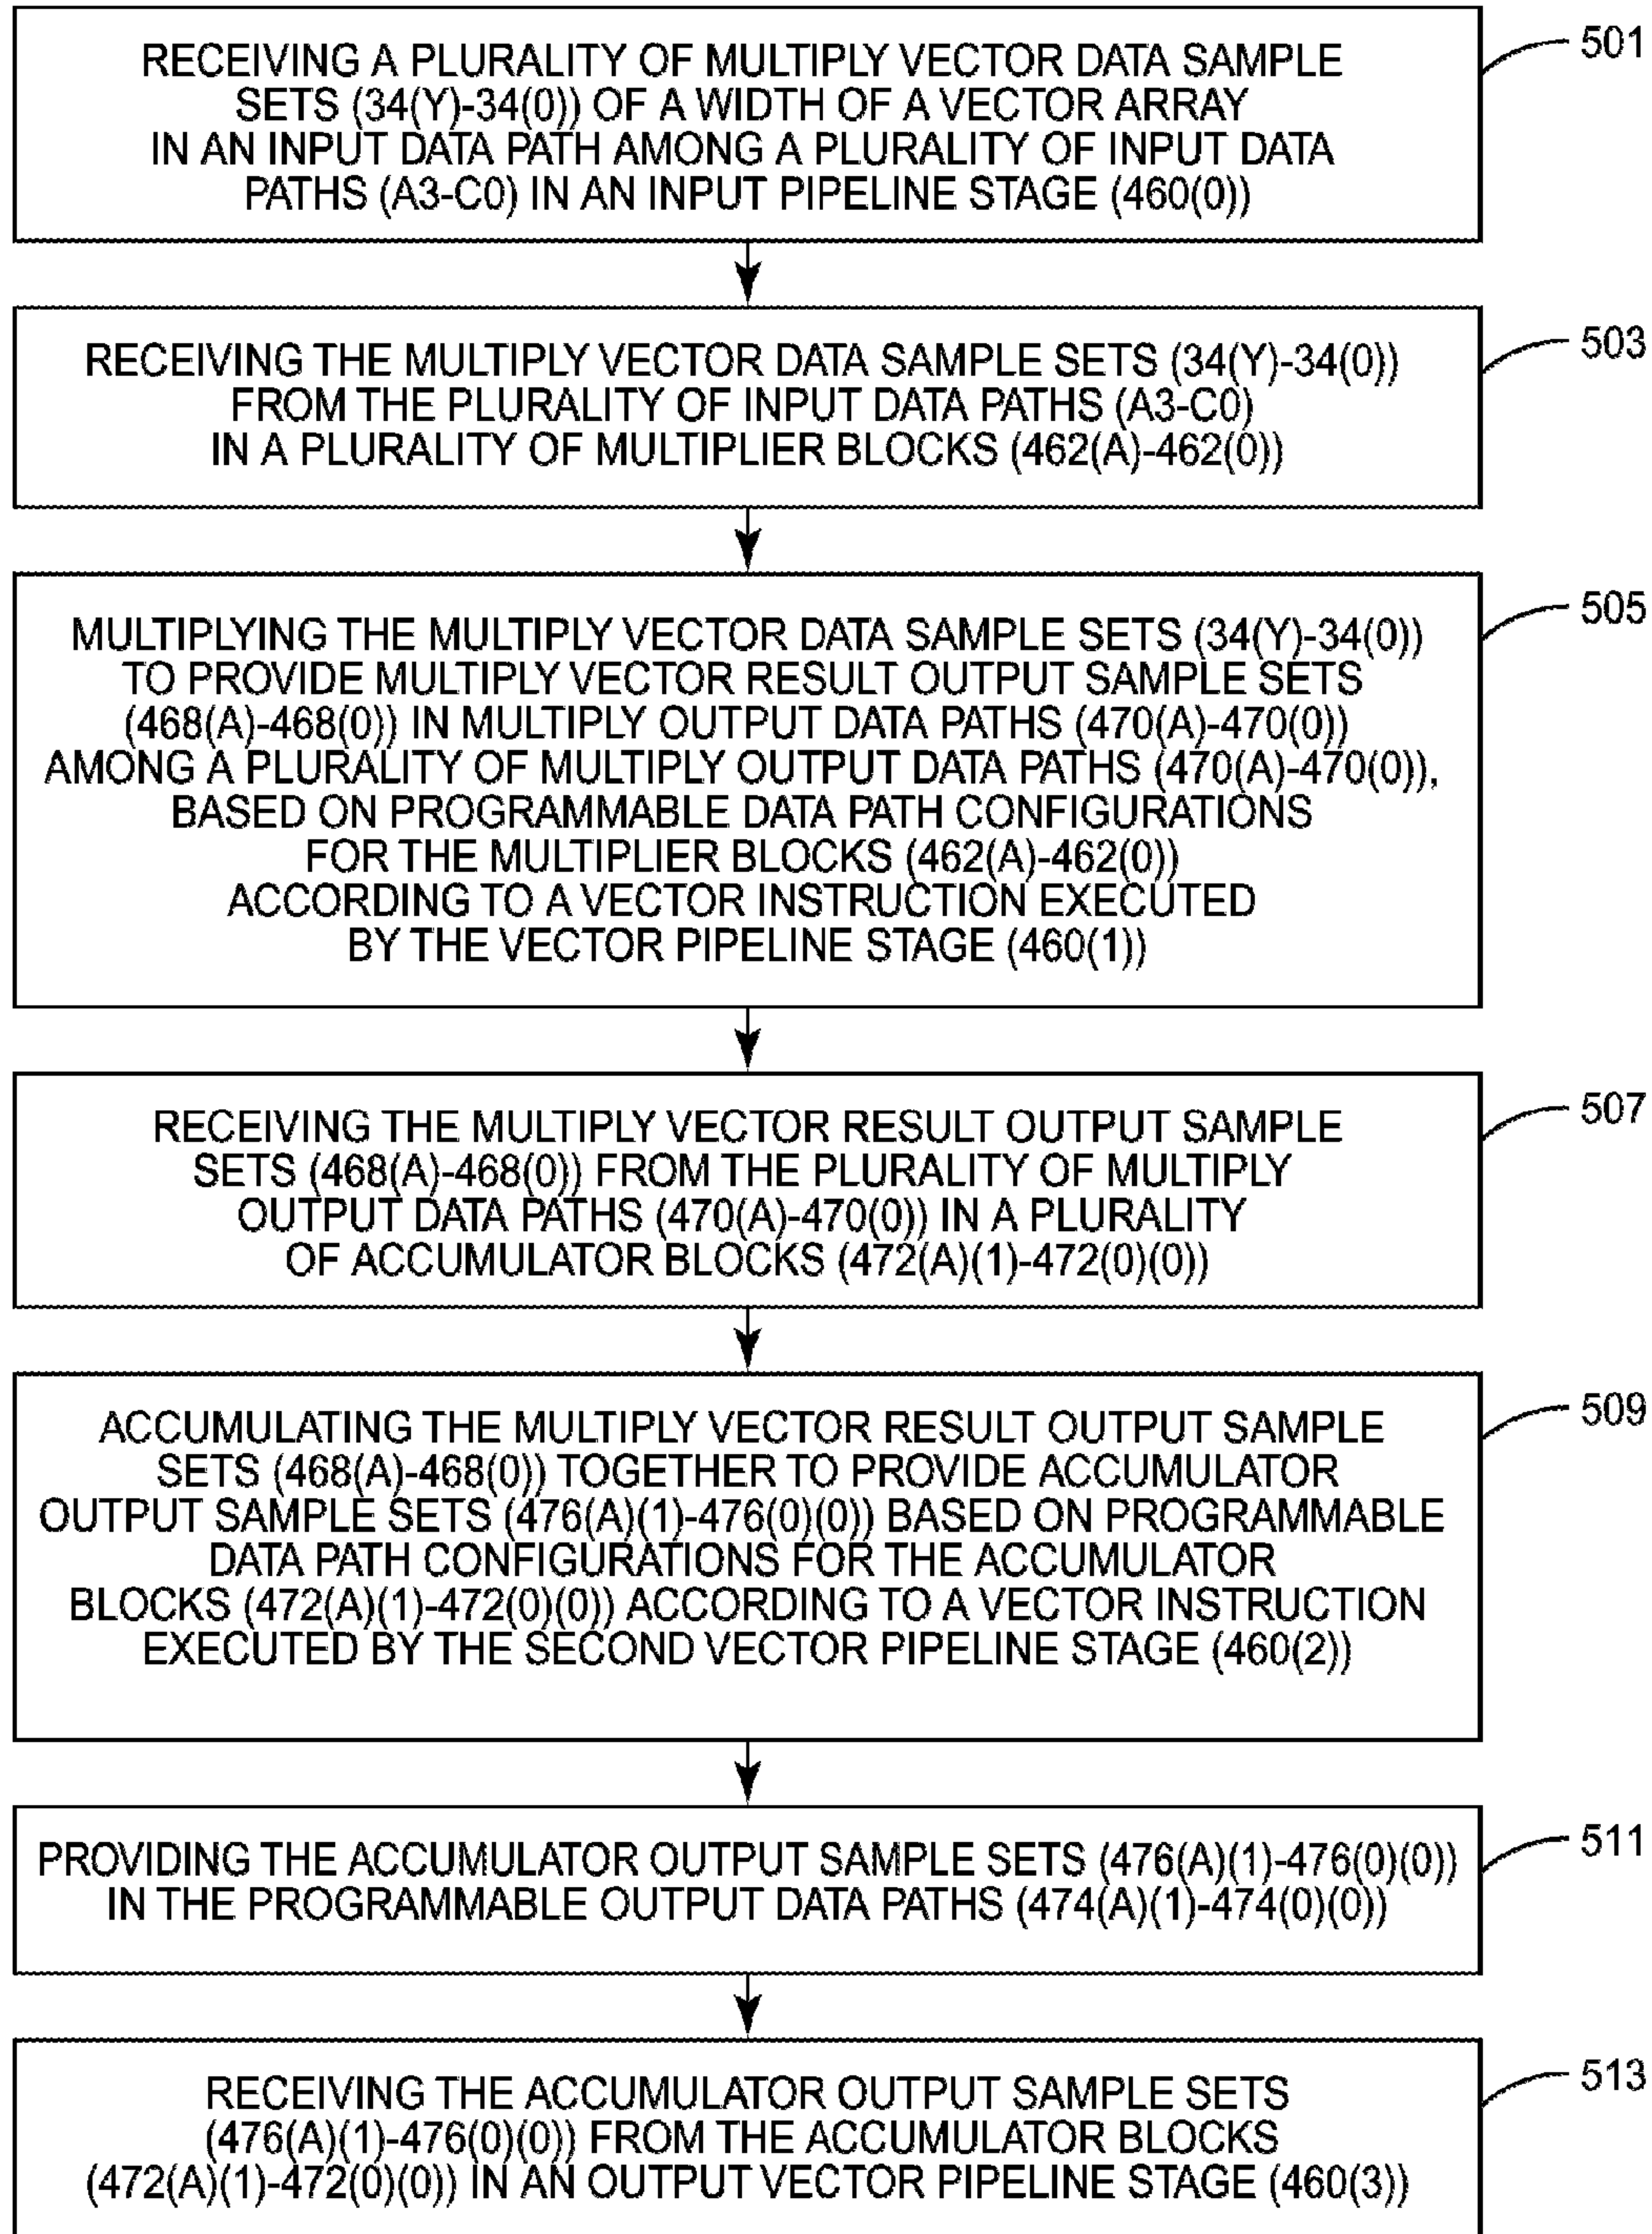 RECEIVING A PLURALITY OF MULTIPLY VECTOR DATA SAMPLE
SETS (34(Y)-34(0)) OF A WIDTH OF A VECTOR ARRAY
IN AN INPUT DATA PATH AMONG A PLURALITY OF INPUT DATA
PATHS (A3-C0) IN AN INPUT PIPELINE STAGE (460(0))
501
RECEIVING THE MULTIPLY VECTOR DATA SAMPLE SETS (34(Y)-34(0))
FROM THE PLURALITY OF INPUT DATA PATHS (A3-C0)
IN A PLURALITY OF MULTIPLIER BLOCKS (462(A)-462(0))
503
MULTIPLYING THE MULTIPLY VECTOR DATA SAMPLE SETS (34(Y)-34(0))
TO PROVIDE MULTIPLY VECTOR RESULT OUTPUT SAMPLE SETS
(468(A)-468(0)) IN MULTIPLY OUTPUT DATA PATHS (470(A)-470(0))
AMONG A PLURALITY OF MULTIPLY OUTPUT DATA PATHS (470(A)-470(0)),
BASED ON PROGRAMMABLE DATA PATH CONFIGURATIONS
FOR THE MULTIPLIER BLOCKS (462(A)-462(0))
ACCORDING TO A VECTOR INSTRUCTION EXECUTED
BY THE VECTOR PIPELINE STAGE (460(1))
505
RECEIVING THE MULTIPLY VECTOR RESULT OUTPUT SAMPLE
SETS (468(A)-468(0)) FROM THE PLURALITY OF MULTIPLY
OUTPUT DATA PATHS (470(A)-470(0)) IN A PLURALITY
OF ACCUMULATOR BLOCKS (472(A)(1)-472(0)(0))
507
ACCUMULATING THE MULTIPLY VECTOR RESULT OUTPUT SAMPLE
SETS (468(A)-468(0)) TOGETHER TO PROVIDE ACCUMULATOR
OUTPUT SAMPLE SETS (476(A)(1)-476(0)(0)) BASED ON PROGRAMMABLE
DATA PATH CONFIGURATIONS FOR THE ACCUMULATOR
BLOCKS (472(A)(1)-472(0)(0)) ACCORDING TO A VECTOR INSTRUCTION
EXECUTED BY THE SECOND VECTOR PIPELINE STAGE (460(2))
509
PROVIDING THE ACCUMULATOR OUTPUT SAMPLE SETS (476(A)(1)-476(0)(0))
IN THE PROGRAMMABLE OUTPUT DATA PATHS (474(A)(1)-474(0)(0))
511
RECEIVING THE ACCUMULATOR OUTPUT SAMPLE SETS
(476(A)(1)-476(0)(0)) FROM THE ACCUMULATOR BLOCKS
(472(A)(1)-472(0)(0)) IN AN OUTPUT VECTOR PIPELINE STAGE (460(3))
513